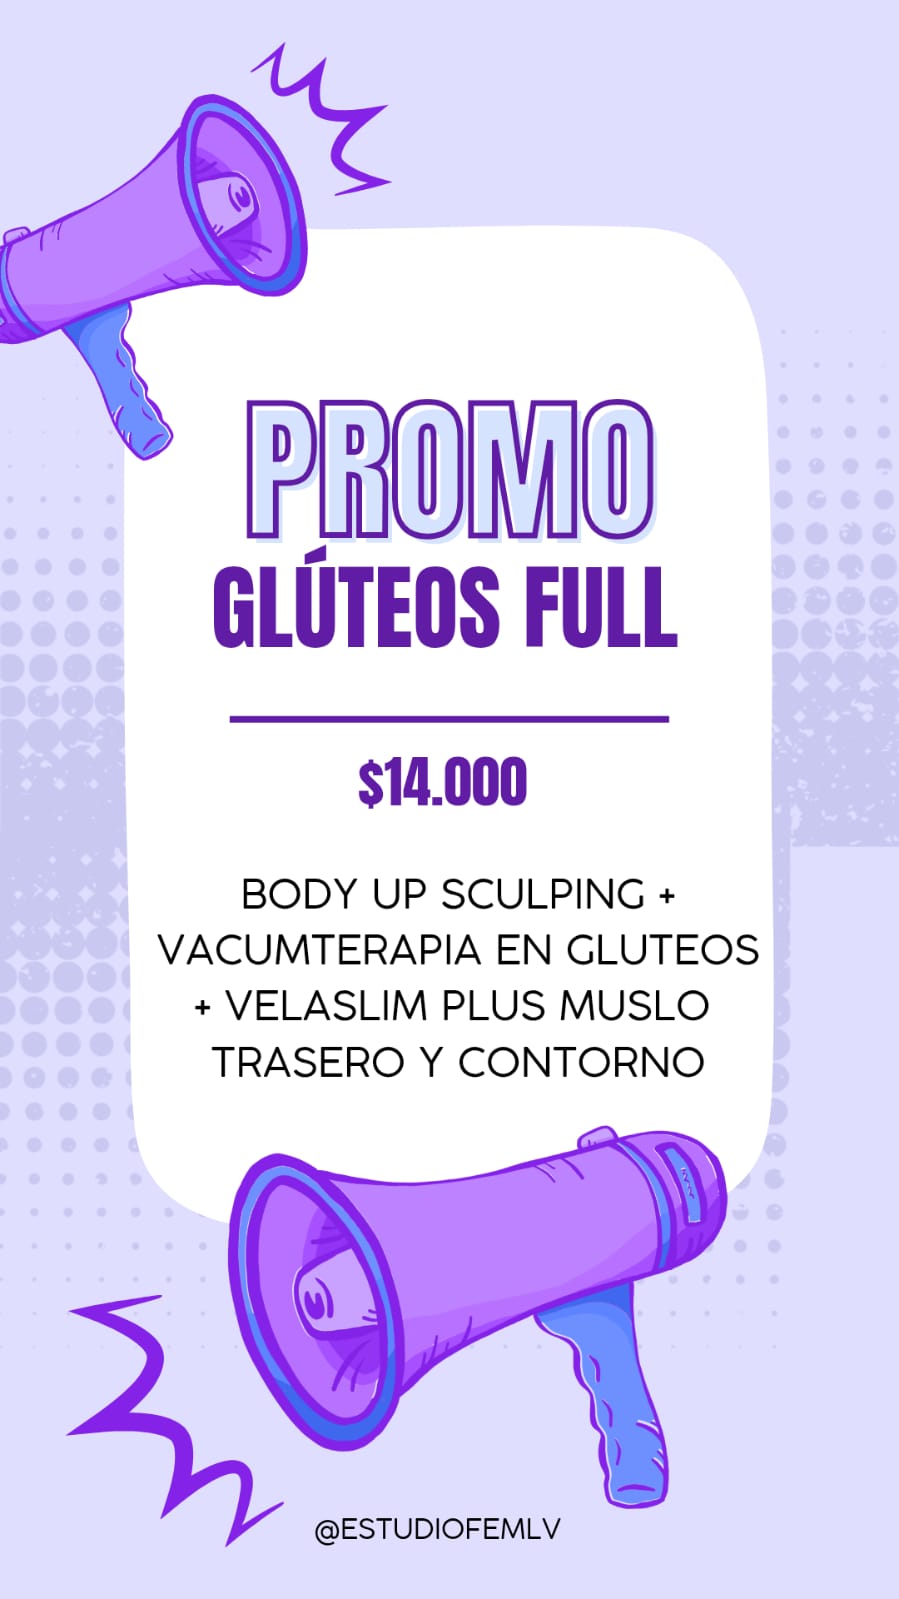 PROMO
GLÚTEOS FULL
$14.000
BODY UP SCULPING +
VACUMTERAPIA EN GLUTEOS
+ VELASLIM PLUS MUSLO
TRASERO Y CONTORNO
@ESTUDIOFEMLV